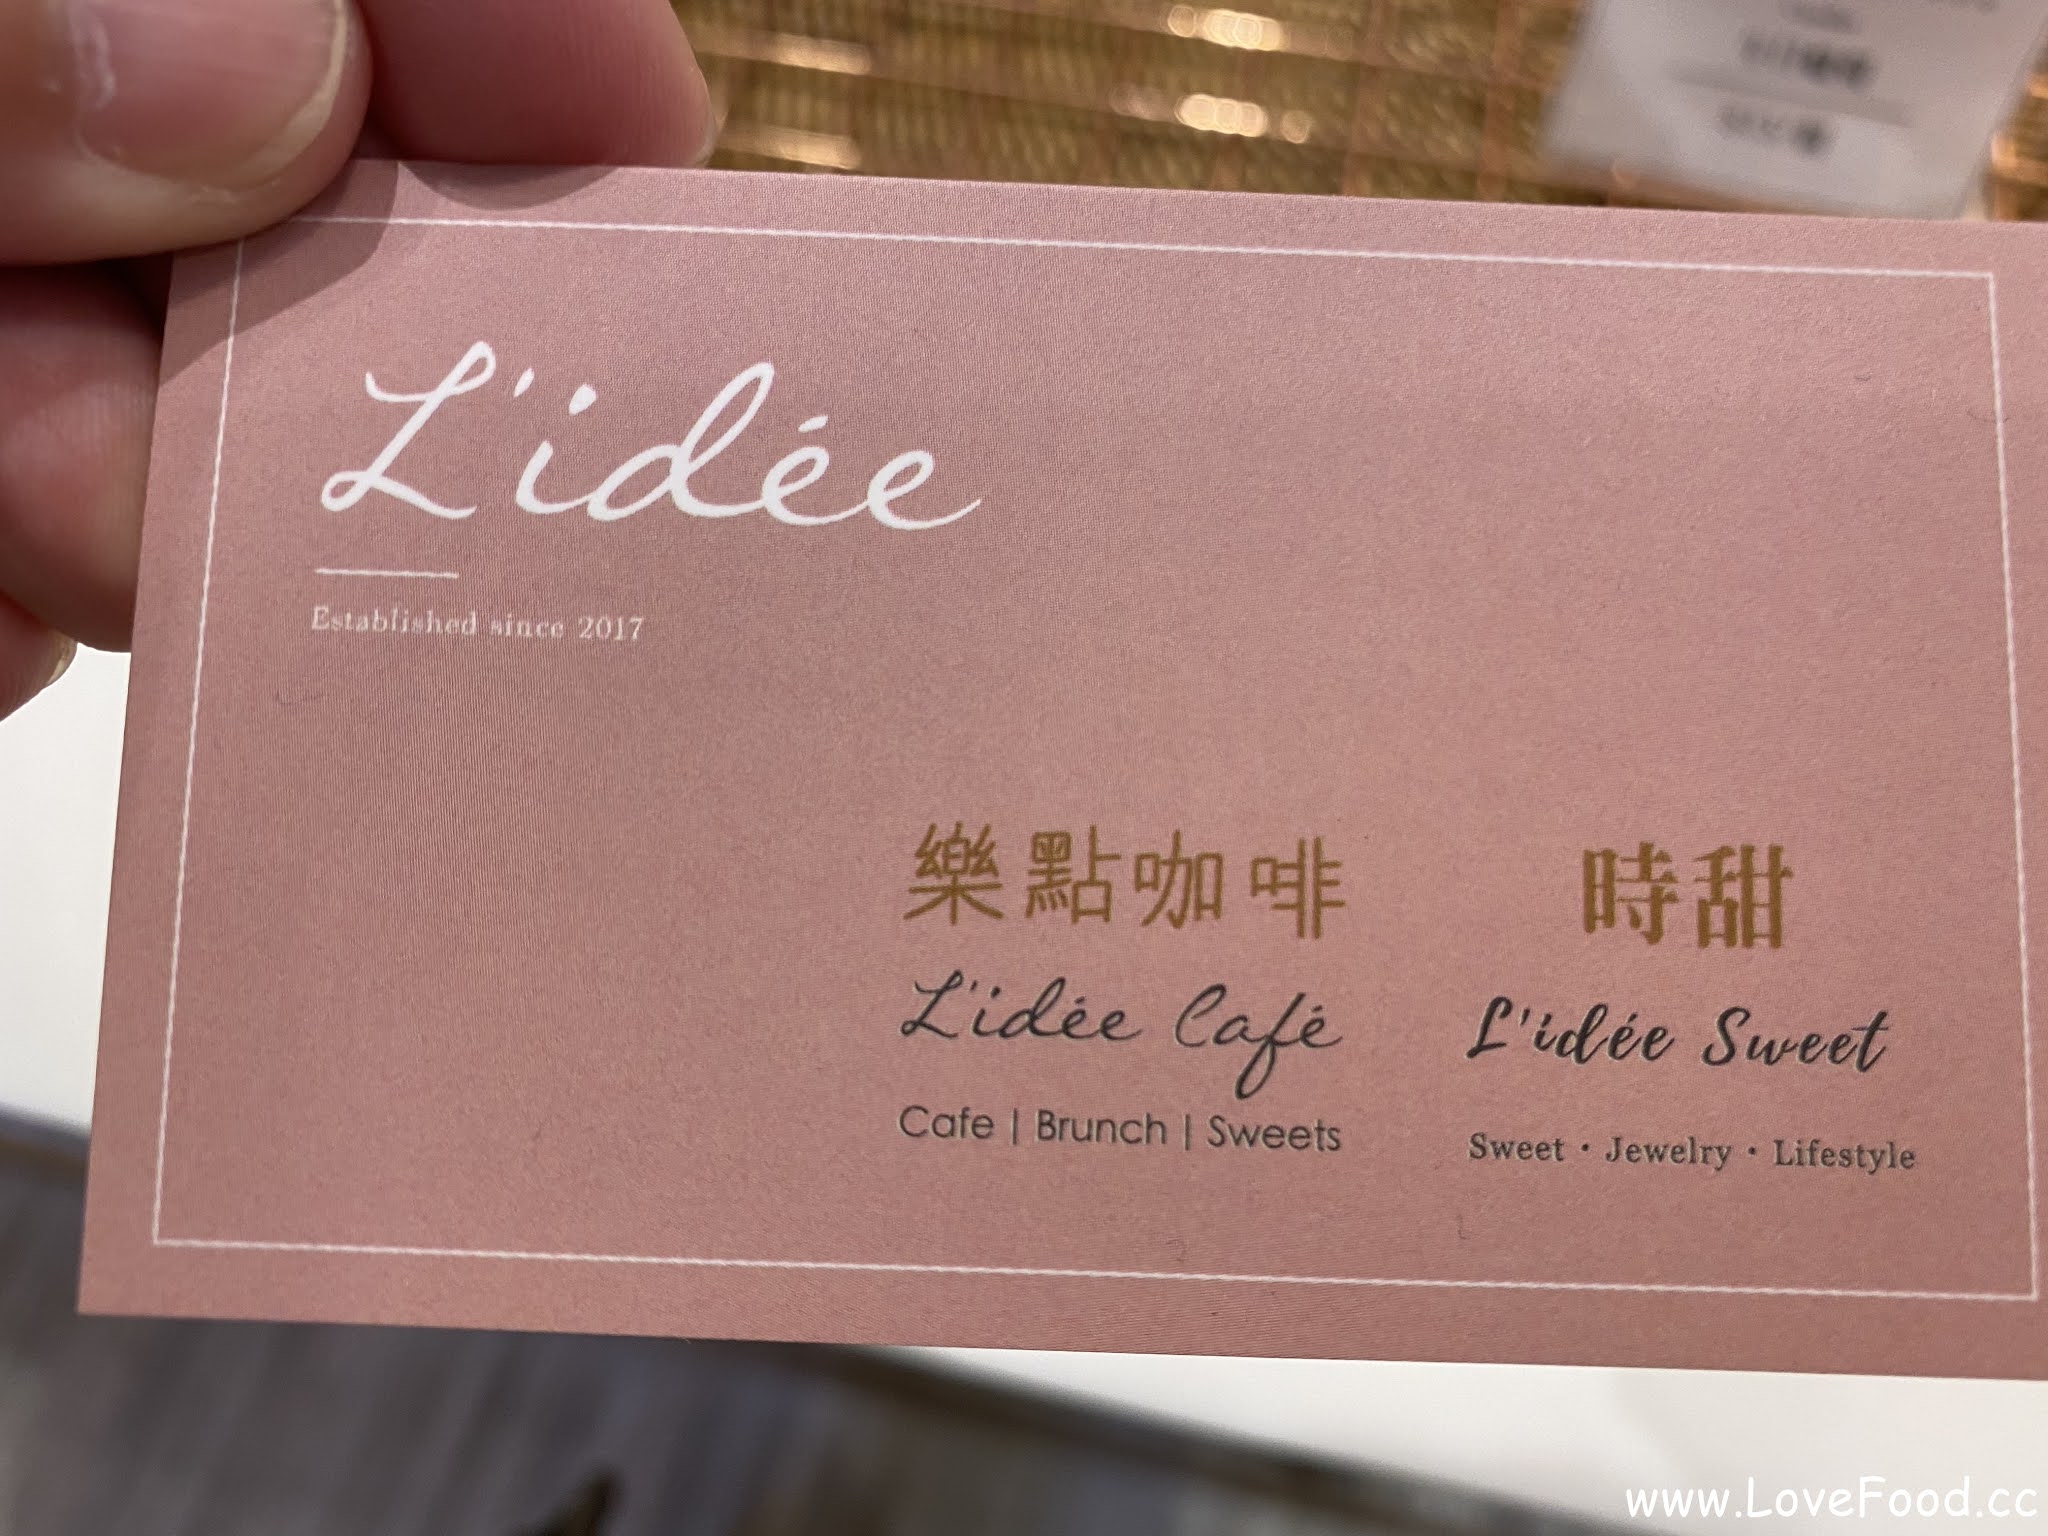 L'idée
Established since 2017
樂點咖啡
L'idée Café
Cafe | Brunch | Sweets
時甜
L'idée Sweet
Sweet · Jewelry · Lifestyle
www.LoveFood.cc